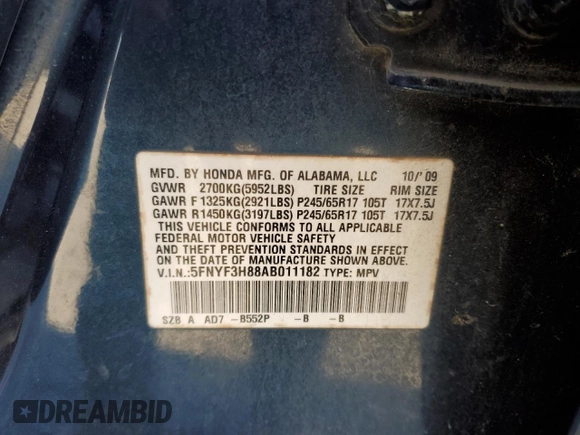 MFD. BY HONDA MFG. OF ALABAMA, LLC 10/'09
GVWR 2700KG(5952LBS) TIRE SIZE RIM SIZE
GAWR F 1325KG(2921LBS) P245/65R17 105T 17X7.5J
GAWR R1450KG(3197LBS) P245/65R17 105T 17X7.5J
THIS VEHICLE CONFORMS TO ALL APPLICABLE
FEDERAL MOTOR VEHICLE SAFETY
AND THEFT PREVENTION STANDARDS IN EFFECT
ON THE DATE OF MANUFACTURE SHOWN ABOVE.
V.I.N.:5FNYF3H88AB011182 TYPE: MPV
SZB A AD7 -B552P -B -B
DREAMBID